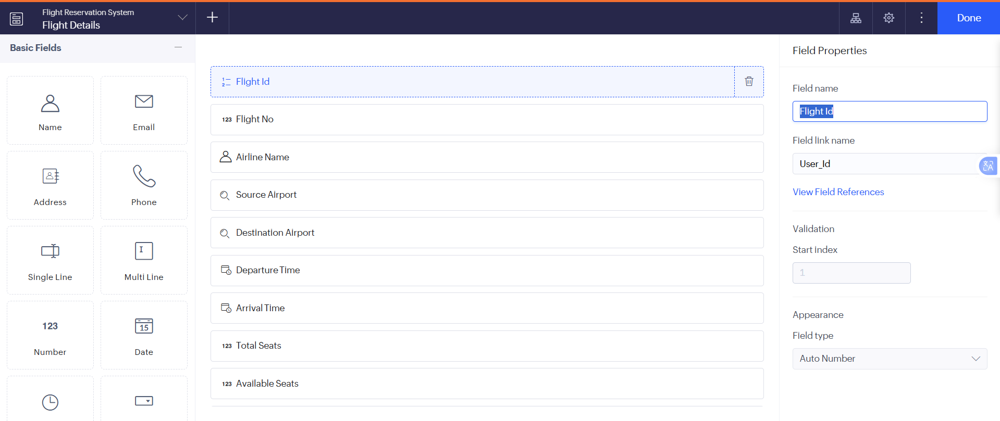 Flight Reservation System
Flight Details
Done
Basic Fields
Name
Email
Address
Phone
Single Line
Multi Line
123
Number
15
Date
Flight Id
123 Flight No
Airline Name
Source Airport
Destination Airport
Departure Time
Arrival Time
123 Total Seats
123 Available Seats
Field Properties
Field name
Flight Id
Field link name
User_Id
View Field References
Validation
Start index
1
Appearance
Field type
Auto Number